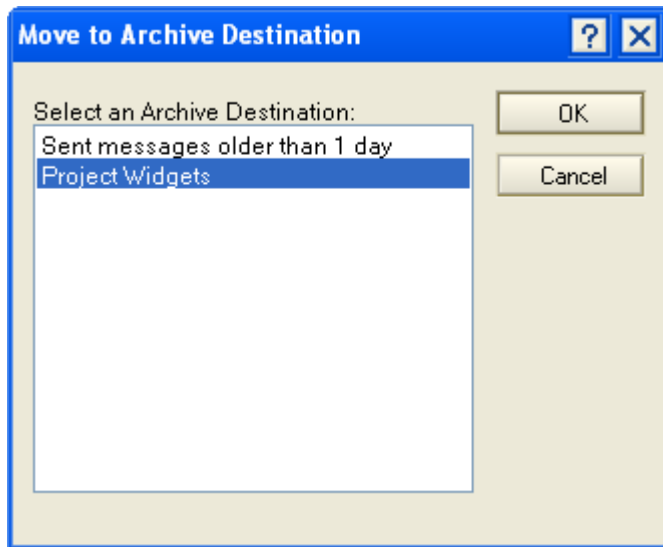 Move to Archive Destination
Select an Archive Destination:
OK
Sent messages older than 1 day
Project Widgets
Cancel